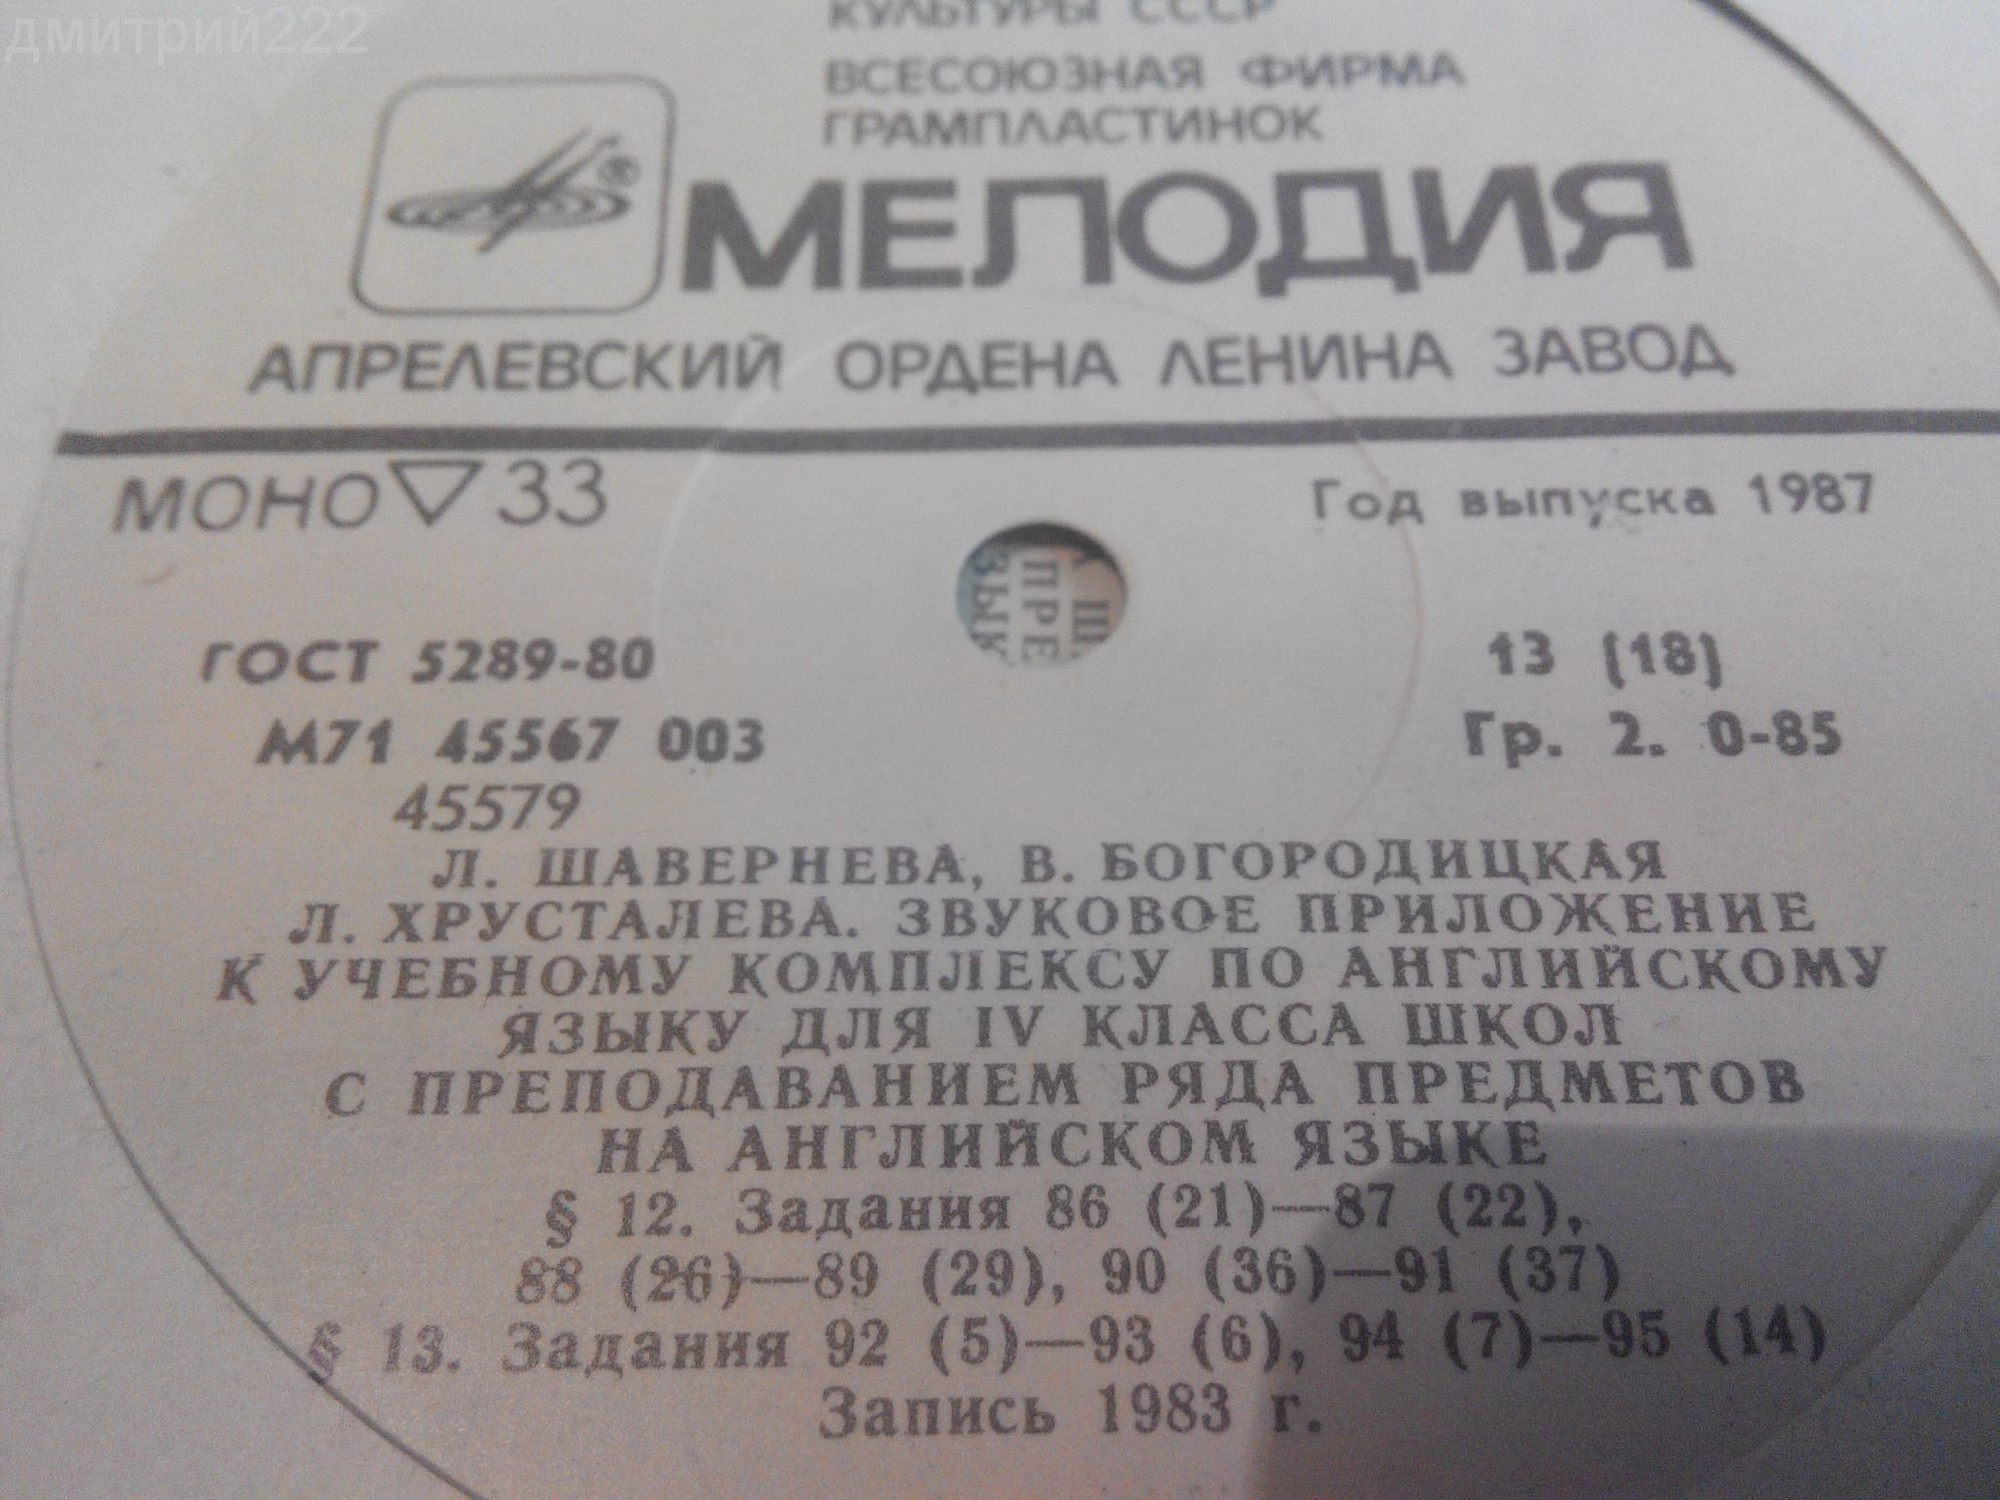 дмитрий222
КУЛЬТУРЫ СССР
ВСЕСОЮЗНАЯ ФИРМА
ГРАМПЛАСТИНОК
®
МЕЛОДИЯ
АПРЕЛЕВСКИЙ ОРДЕНА ЛЕНИНА ЗАВОД
МОНО ▽ 33
Год выпуска 1987
ГОСТ 5289-80
13 (18)
М71 45567 003
Гр. 2. 0-85
45579
Л. ШАВЕРНЕВА, В. БОГОРОДИЦКАЯ
Л. ХРУСТАЛЕВА. ЗВУКОВОЕ ПРИЛОЖЕНИЕ
К УЧЕБНОМУ КОМПЛЕКСУ ПО АНГЛИЙСКОМУ
ЯЗЫКУ ДЛЯ IV КЛАССА ШКОЛ
С ПРЕПОДАВАНИЕМ РЯДА ПРЕДМЕТОВ
НА АНГЛИЙСКОМ ЯЗЫКЕ
§ 12. Задания 86 (21)—87 (22),
88 (26)—89 (29), 90 (36)—91 (37)
§ 13. Задания 92 (5)—93 (6), 94 (7)—95 (14)
Запись 1983 г.